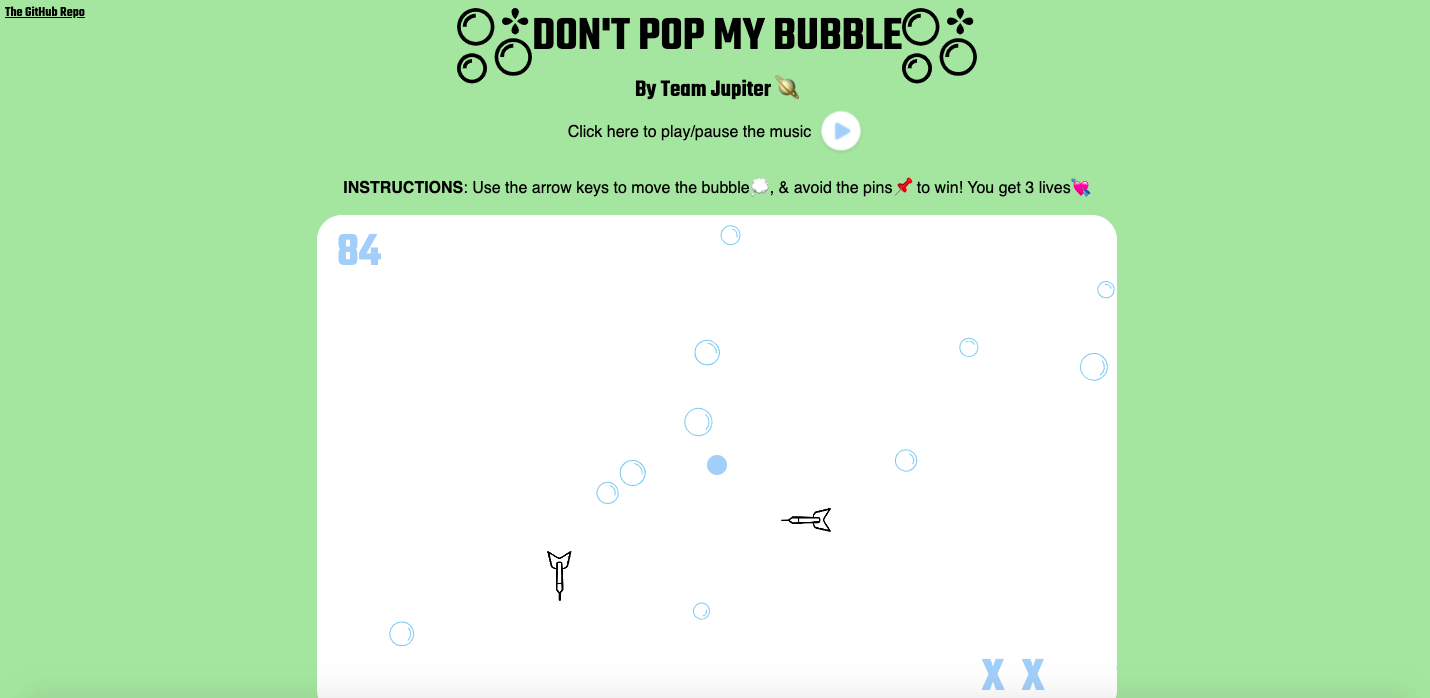 The GitHub Repo
DON'T POP MY BUBBLE
By Team Jupiter 🪐
Click here to play/pause the music
INSTRUCTIONS: Use the arrow keys to move the bubble💭, & avoid the pins📌 to win! You get 3 lives💘
84
X X